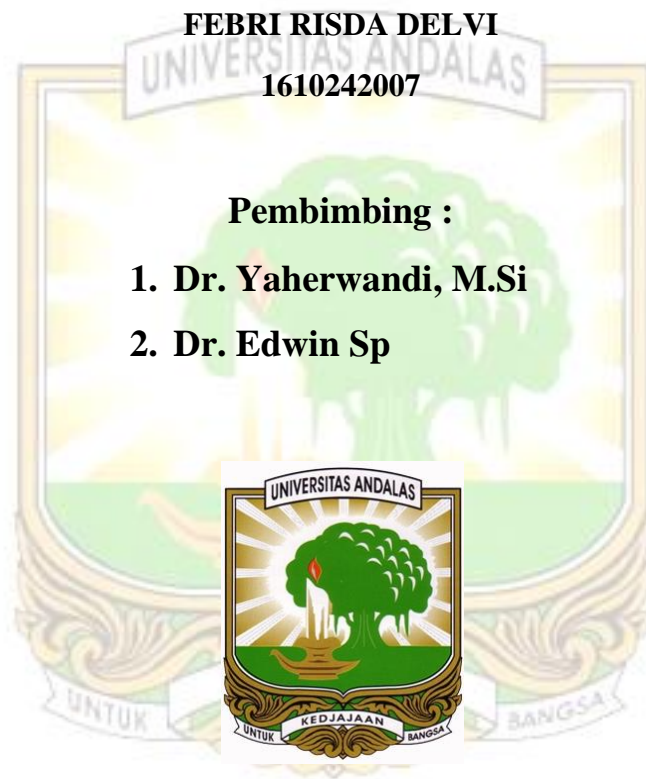 FEBRI RISDA DELVI
UNIVERSITAS ANDALAS
1610242007
Pembimbing :
1. Dr. Yaherwandi, M.Si
2. Dr. Edwin Sp
UNIVERSITAS ANDALAS
UNTUK KEDJAJAAN BANGSA
UNTUK BANGSA